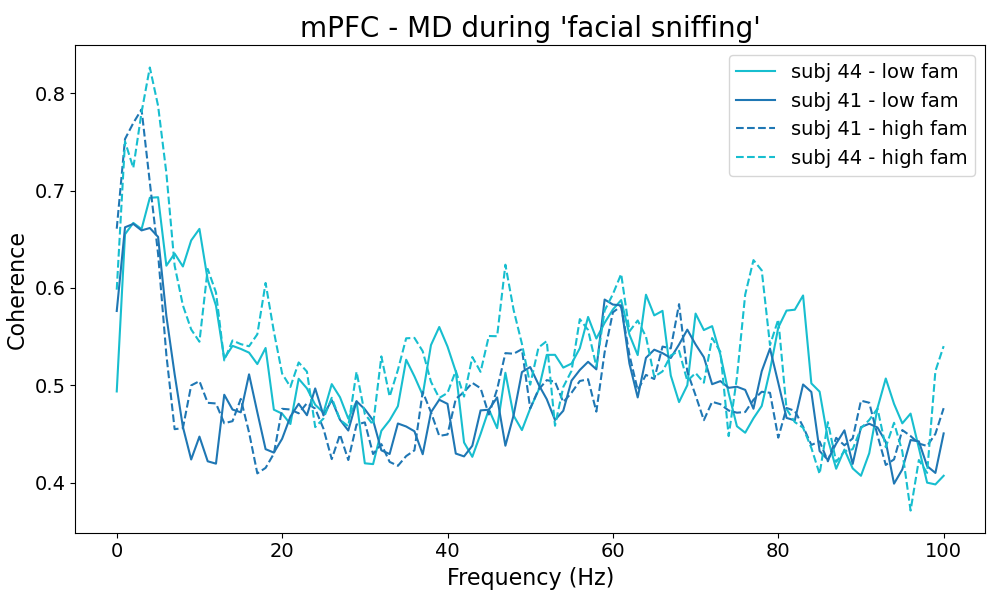 mPFC - MD during 'facial sniffing'
subj 44 - low fam
subj 41 - low fam
subj 41 - high fam
subj 44 - high fam
Coherence
0.8
0.7
0.6
0.5
0.4
0 20 40 60 80 100
Frequency (Hz)